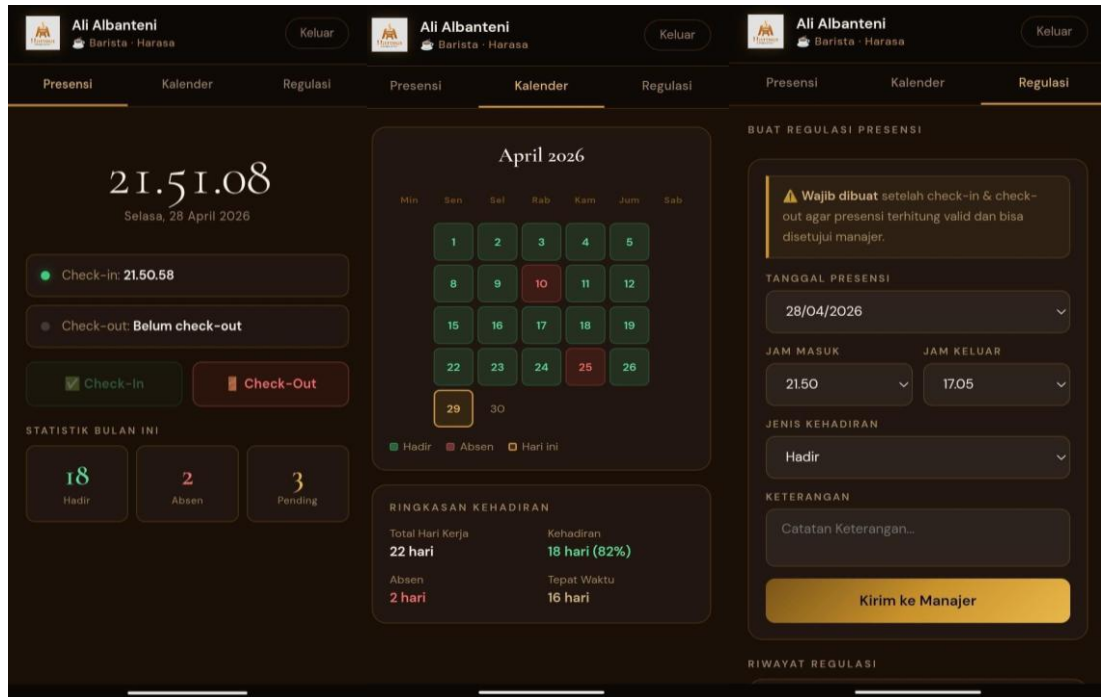 Ali Albanteni
Barista · Harasa
Keluar
Presensi
Kalender
Regulasi
21.51.08
Selasa, 28 April 2026
Check-in: 21.50.58
Check-out: Belum check-out
Check-In
Check-Out
STATISTIK BULAN INI
18
Hadir
2
Absen
3
Pending
Ali Albanteni
Barista · Harasa
Keluar
Presensi
Kalender
Regulasi
April 2026
Min Sen Sel Rab Kam Jum Sab
1 2 3 4 5
8 9 10 11 12
15 16 17 18 19
22 23 24 25 26
29 30
Hadir Absen Hari ini
RINGKASAN KEHADIRAN
Total Hari Kerja
22 hari
Kehadiran
18 hari (82%)
Absen
2 hari
Tepat Waktu
16 hari
Ali Albanteni
Barista · Harasa
Keluar
Presensi
Kalender
Regulasi
BUAT REGULASI PRESENSI
Wajib dibuat setelah check-in & check-
out agar presensi terhitung valid dan bisa
disetujui manajer.
TANGGAL PRESENSI
28/04/2026
JAM MASUK
21.50
JAM KELUAR
17.05
JENIS KEHADIRAN
Hadir
KETERANGAN
Catatan Keterangan...
Kirim ke Manajer
RIWAYAT REGULASI